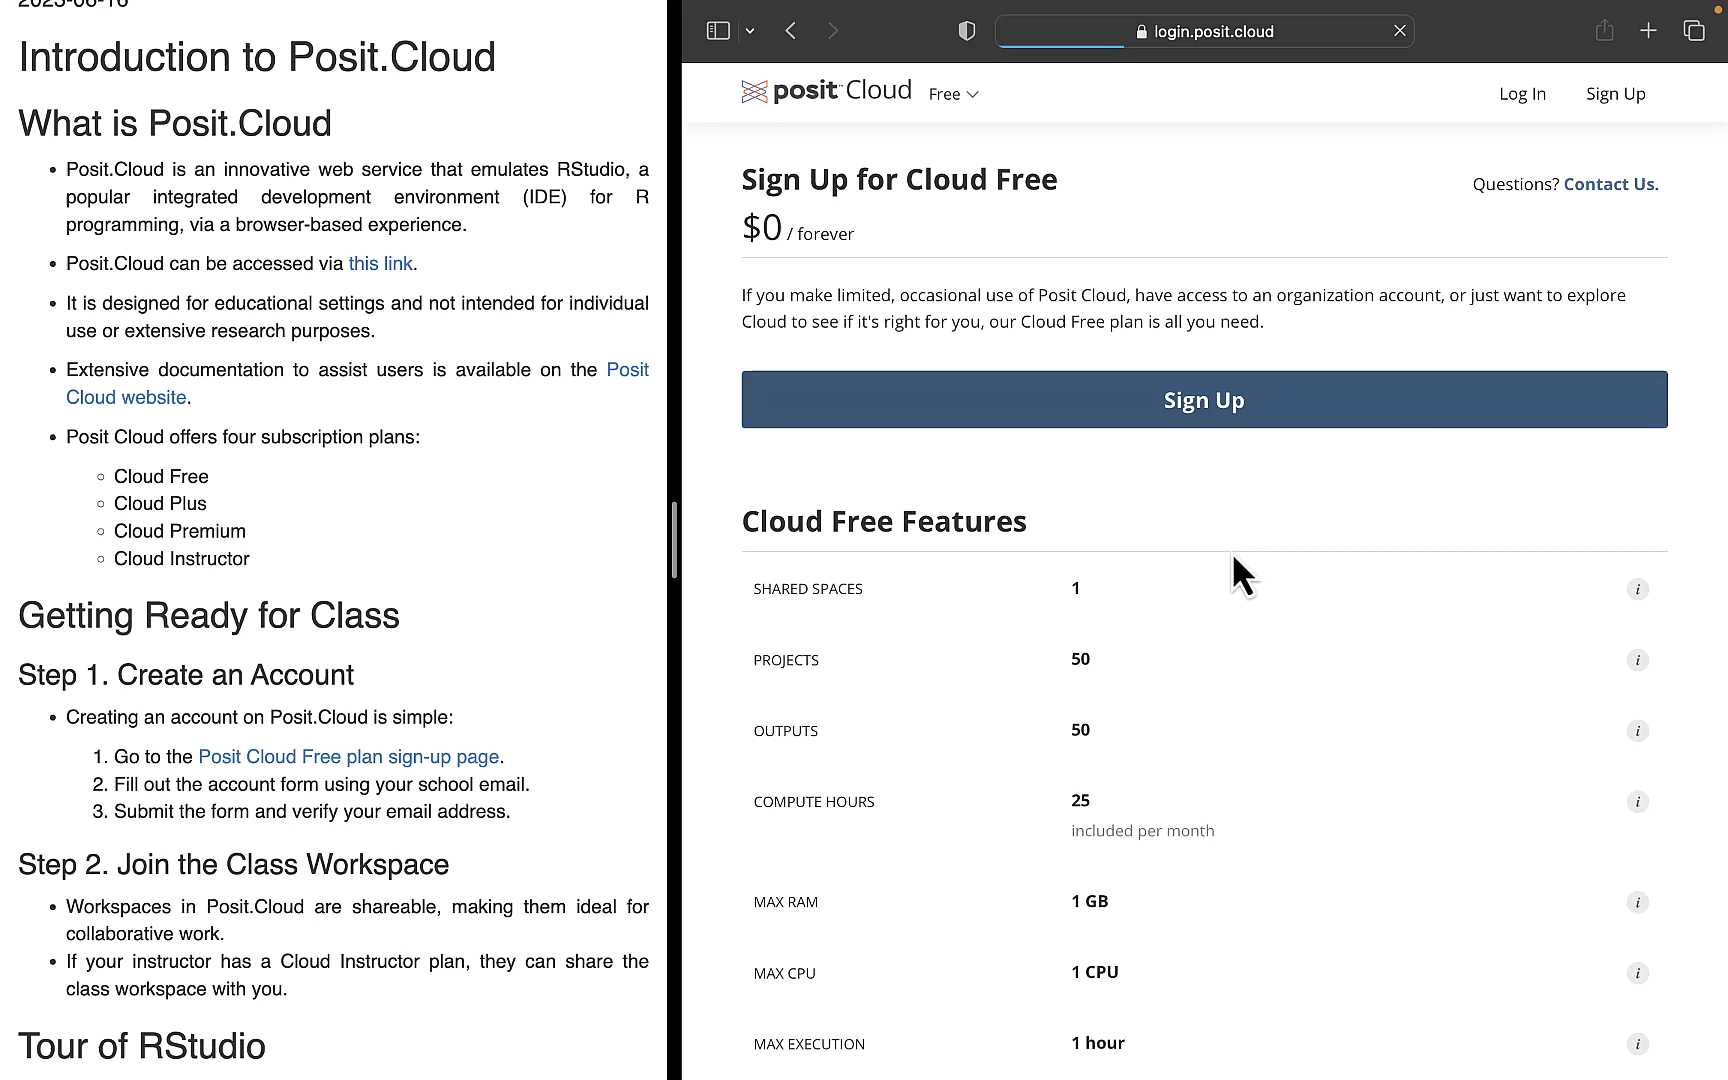 2023-06-16
Introduction to Posit.Cloud
What is Posit.Cloud
• Posit.Cloud is an innovative web service that emulates RStudio, a
popular integrated development environment (IDE) for R
programming, via a browser-based experience.
• Posit.Cloud can be accessed via this link.
• It is designed for educational settings and not intended for individual
use or extensive research purposes.
• Extensive documentation to assist users is available on the Posit
Cloud website.
• Posit Cloud offers four subscription plans:
◦ Cloud Free
◦ Cloud Plus
◦ Cloud Premium
◦ Cloud Instructor
Getting Ready for Class
Step 1. Create an Account
• Creating an account on Posit.Cloud is simple:
1. Go to the Posit Cloud Free plan sign-up page.
2. Fill out the account form using your school email.
3. Submit the form and verify your email address.
Step 2. Join the Class Workspace
• Workspaces in Posit.Cloud are shareable, making them ideal for
collaborative work.
• If your instructor has a Cloud Instructor plan, they can share the
class workspace with you.
Tour of RStudio
login.posit.cloud
posit Cloud Free Log In Sign Up
Sign Up for Cloud Free
Questions? Contact Us.
$0 / forever
If you make limited, occasional use of Posit Cloud, have access to an organization account, or just want to explore
Cloud to see if it's right for you, our Cloud Free plan is all you need.
Sign Up
Cloud Free Features
SHARED SPACES 1 i
PROJECTS 50 i
OUTPUTS 50 i
COMPUTE HOURS 25 i
included per month
MAX RAM 1 GB i
MAX CPU 1 CPU i
MAX EXECUTION 1 hour i